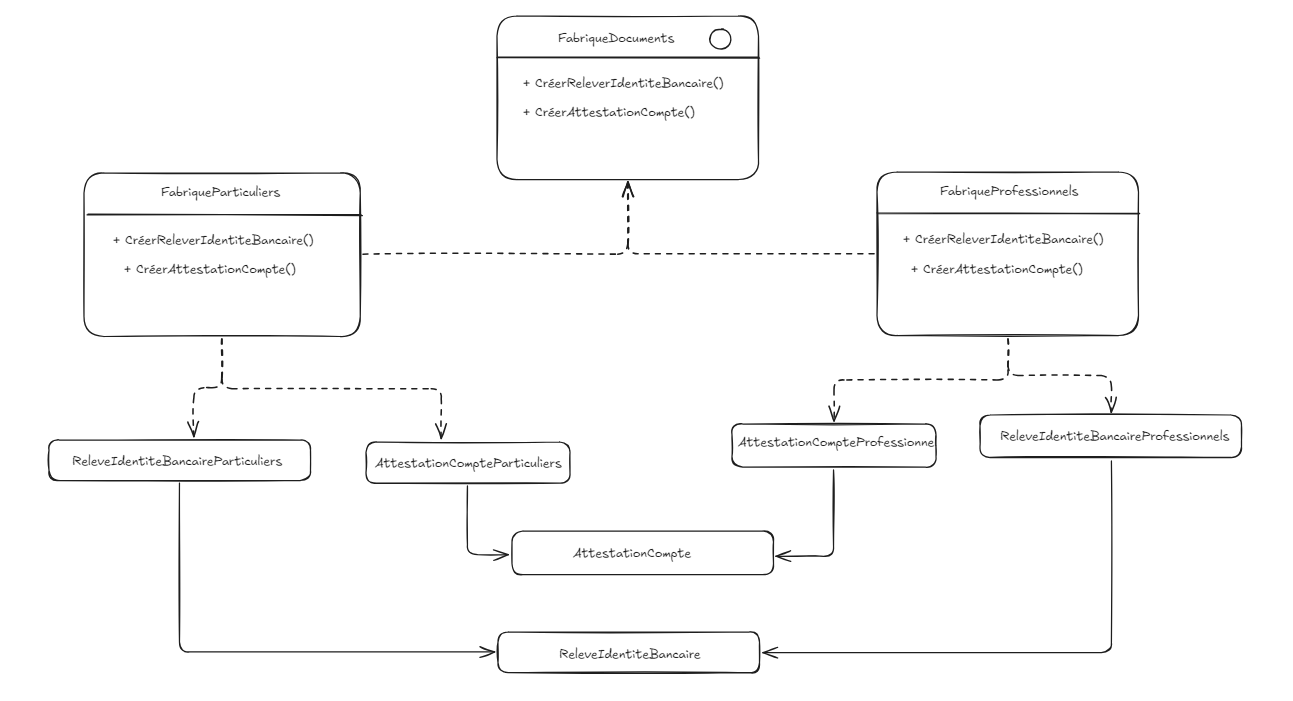 FabriqueDocuments
+ CréerReleverIdentiteBancaire()
+ CréerAttestationCompte()
FabriqueParticuliers
+ CréerReleverIdentiteBancaire()
+ CréerAttestationCompte()
FabriqueProfessionnels
+ CréerReleverIdentiteBancaire()
+ CréerAttestationCompte()
ReleveIdentiteBancaireParticuliers
AttestationCompteParticuliers
AttestationCompteProfessionne
ReleveIdentiteBancaireProfessionnels
AttestationCompte
ReleveIdentiteBancaire